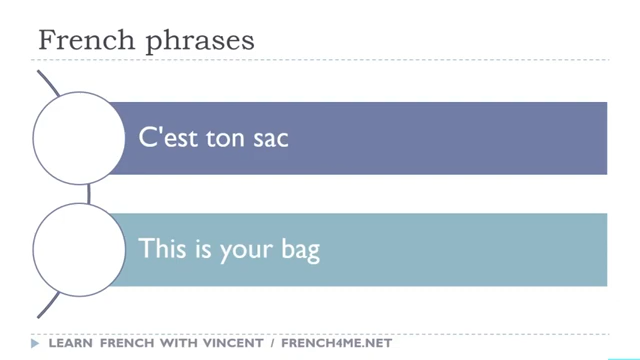 French phrases
C'est ton sac
This is your bag
LEARN FRENCH WITH VINCENT / FRENCH4ME.NET